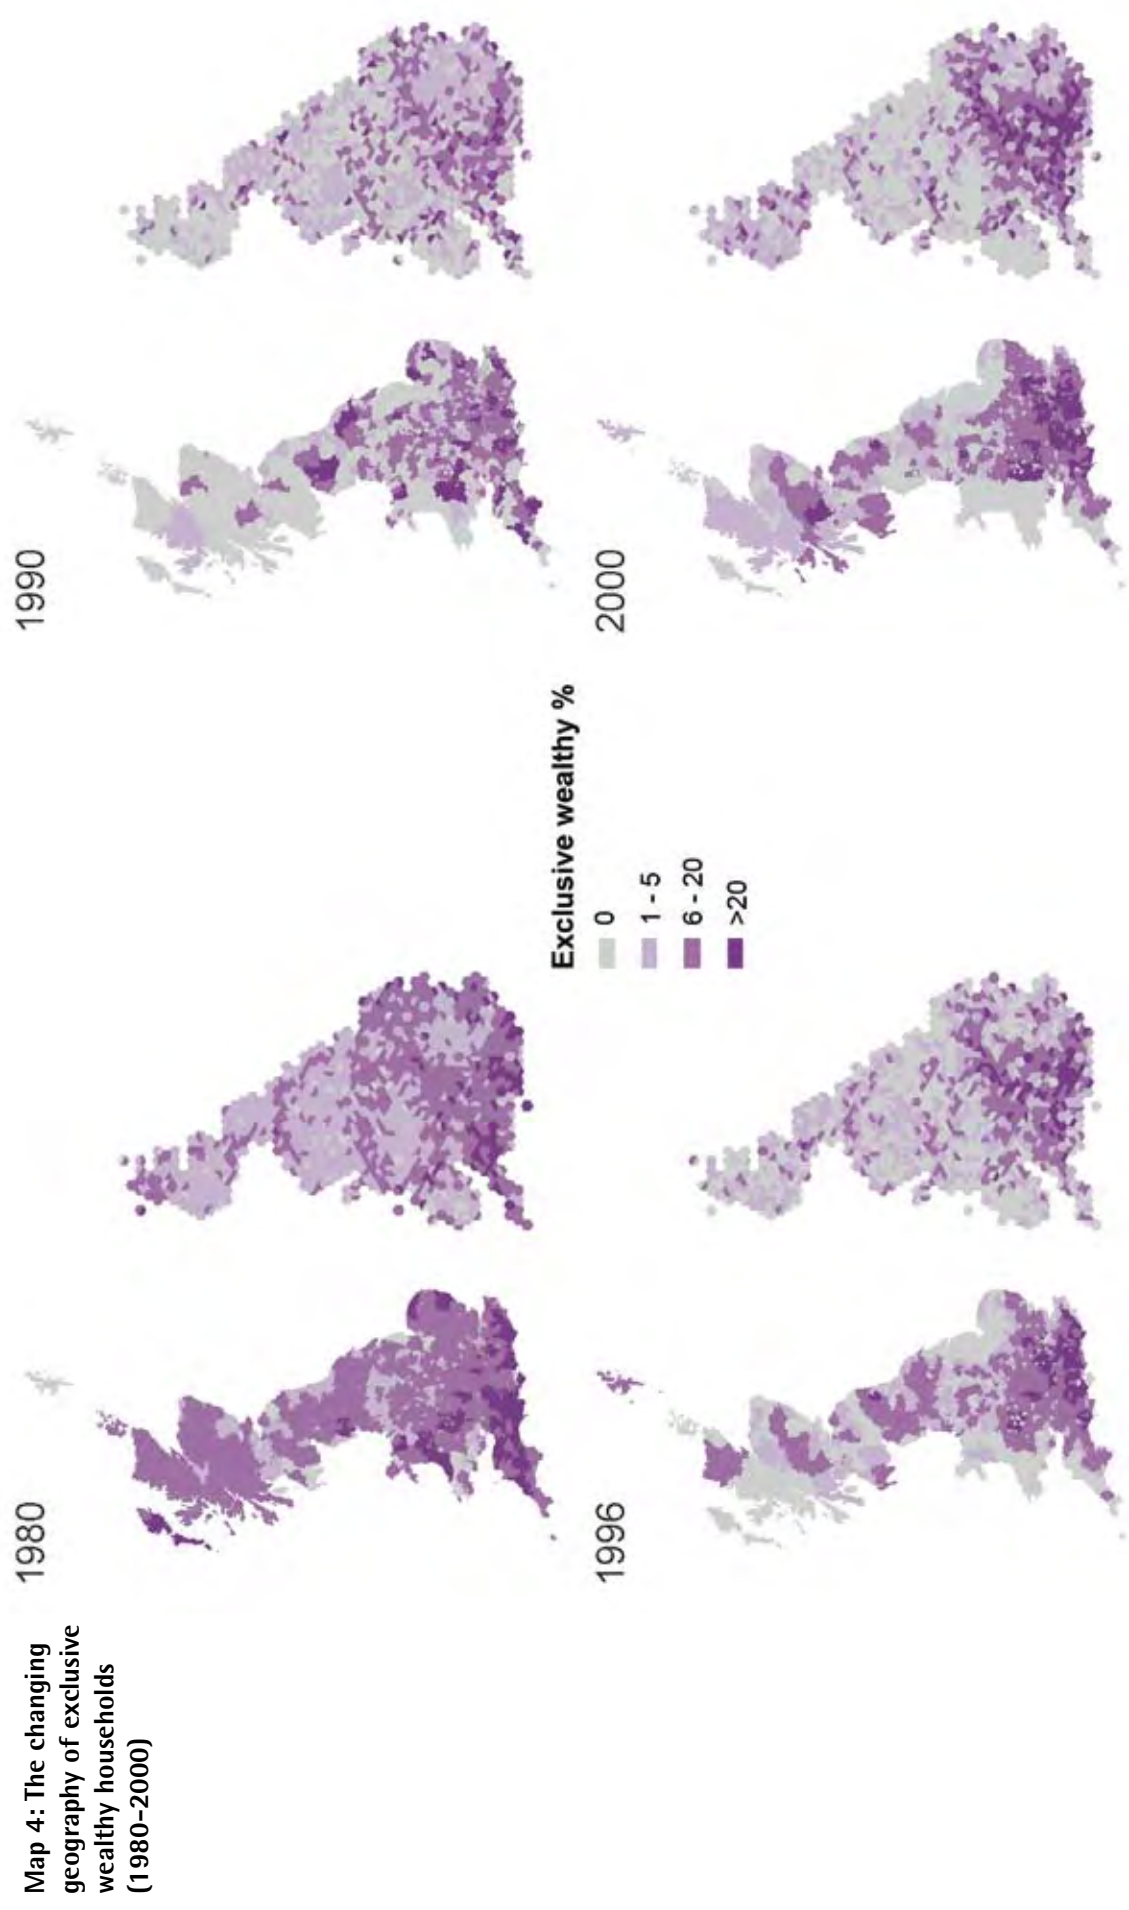 Map 4: The changing
geography of exclusive
wealthy households
(1980–2000)
1980
1990
Exclusive wealthy %
0
1 - 5
6 - 20
>20
1996
2000